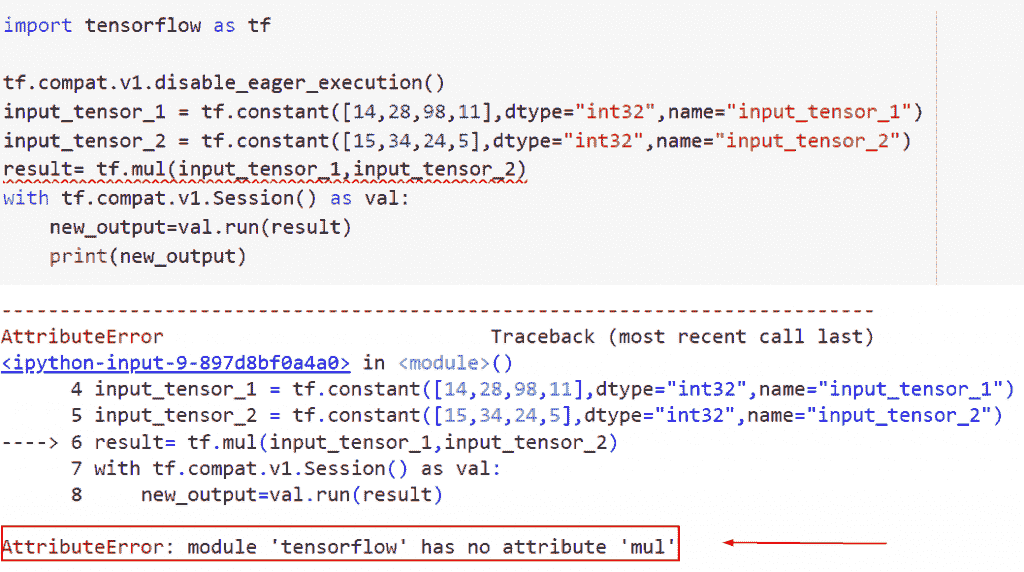 import tensorflow as tf
tf.compat.v1.disable_eager_execution()
input_tensor_1 = tf.constant([14,28,98,11],dtype="int32",name="input_tensor_1")
input_tensor_2 = tf.constant([15,34,24,5],dtype="int32",name="input_tensor_2")
result= tf.mul(input_tensor_1,input_tensor_2)
with tf.compat.v1.Session() as val:
    new_output=val.run(result)
    print(new_output)
---------------------------------------------------------------------------
AttributeError                            Traceback (most recent call last)
<ipython-input-9-897d8bf0a4a0> in <module>()
      4 input_tensor_1 = tf.constant([14,28,98,11],dtype="int32",name="input_tensor_1")
      5 input_tensor_2 = tf.constant([15,34,24,5],dtype="int32",name="input_tensor_2")
----> 6 result= tf.mul(input_tensor_1,input_tensor_2)
      7 with tf.compat.v1.Session() as val:
      8     new_output=val.run(result)
AttributeError: module 'tensorflow' has no attribute 'mul'